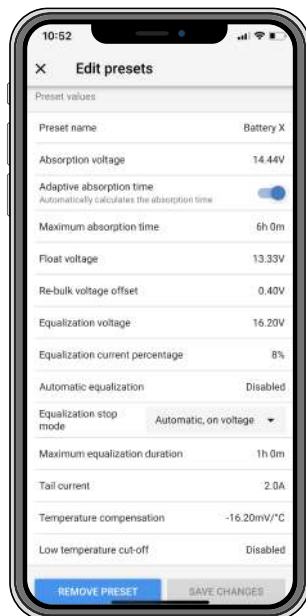 10:52
× Edit presets
Preset values
Preset name Battery X
Absorption voltage 14.44V
Adaptive absorption time
Automatically calculates the absorption time
Maximum absorption time 6h 0m
Float voltage 13.33V
Re-bulk voltage offset 0.40V
Equalization voltage 16.20V
Equalization current percentage 8%
Automatic equalization Disabled
Equalization stop mode Automatic, on voltage
Maximum equalization duration 1h 0m
Tail current 2.0A
Temperature compensation -16.20mV/°C
Low temperature cut-off Disabled
REMOVE PRESET SAVE CHANGES